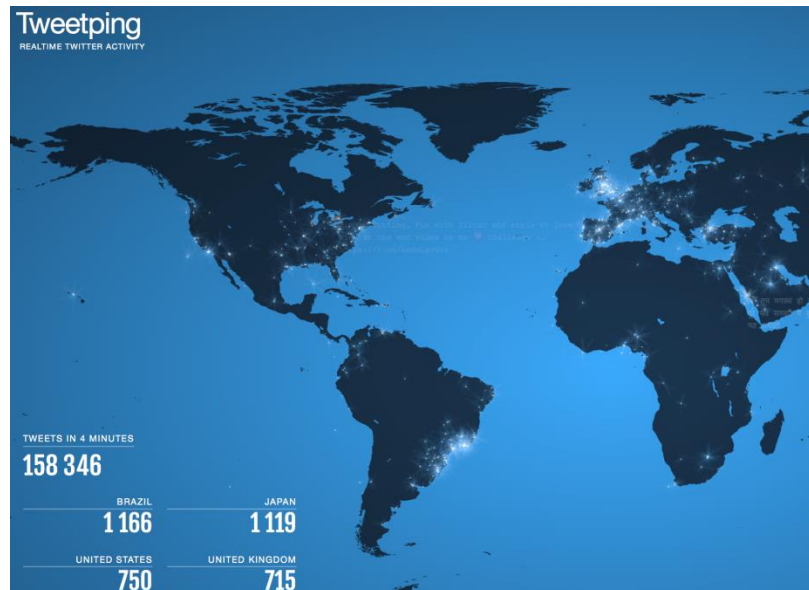 Tweetping
REALTIME TWITTER ACTIVITY
TWEETS IN 4 MINUTES
158 346
BRAZIL
1 166
JAPAN
1 119
UNITED STATES
750
UNITED KINGDOM
715